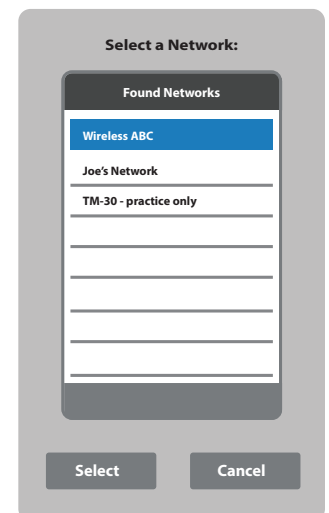 Select a Network:
Found Networks
Wireless ABC
Joe's Network
TM-30 - practice only
Select Cancel